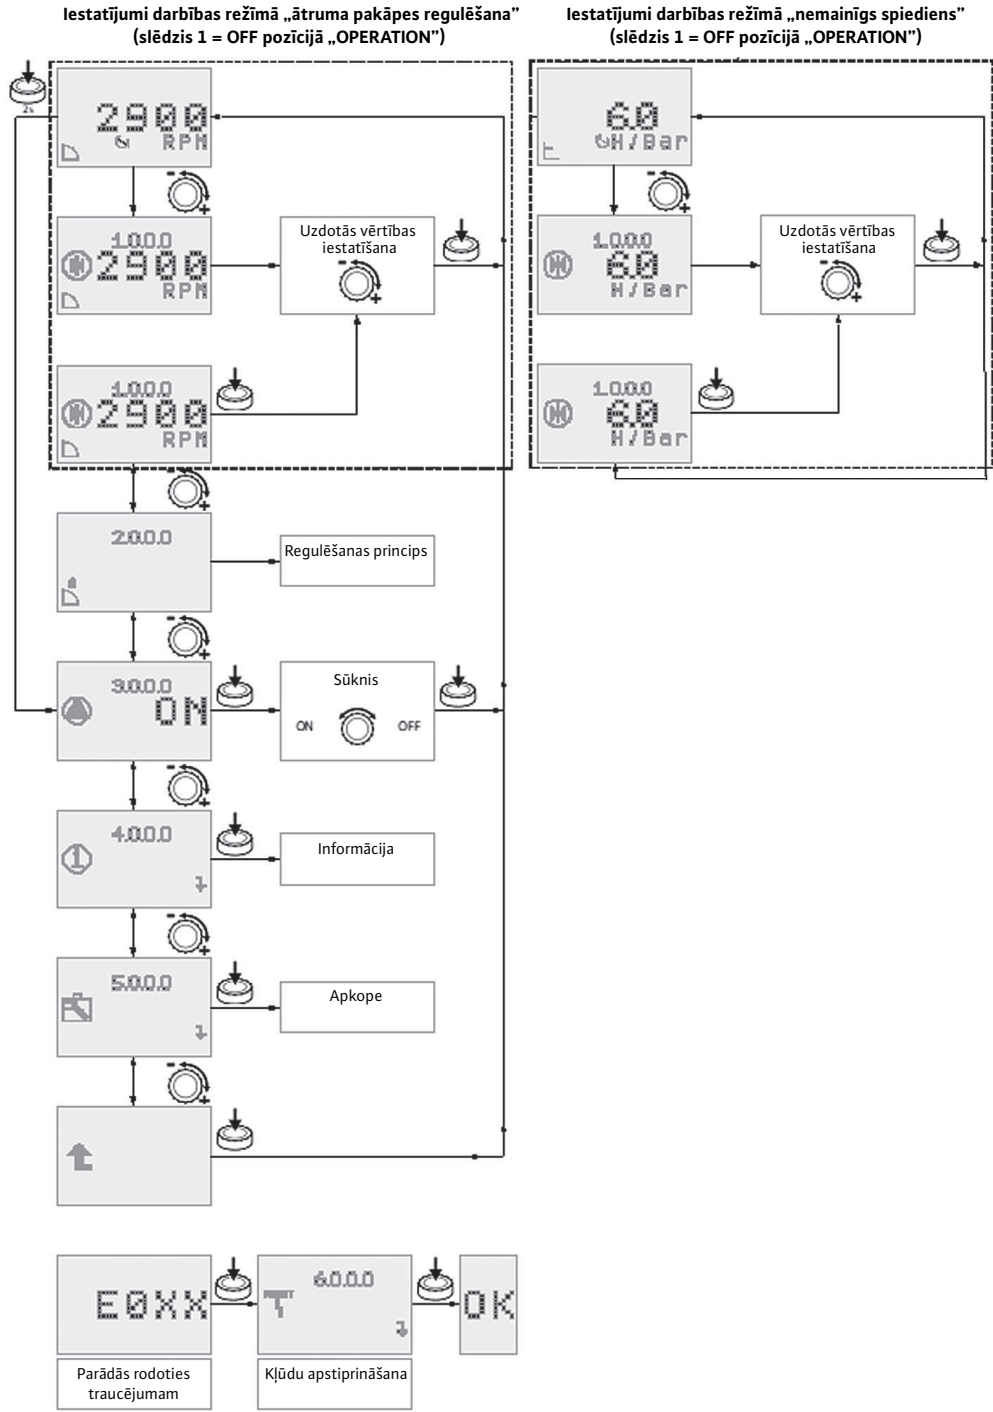 Iestatījumi darbības režīmā „ātruma pakāpes regulēšana”
(slēdzis 1 = OFF pozīcijā „OPERATION”)
Iestatījumi darbības režīmā „nemainīgs spiediens”
(slēdzis 1 = OFF pozīcijā „OPERATION”)
2s
2900
RPM
6.0
H/Bar
- +
- +
1.0.0.0
2900
RPM
Uzdotās vērtības
iestatīšana
- +
1.0.0.0
6.0
H/Bar
Uzdotās vērtības
iestatīšana
- +
1.0.0.0
2900
RPM
1.0.0.0
6.0
H/Bar
- +
2.0.0.0
Regulēšanas princips
- +
3.0.0.0
ON
Sūknis
ON OFF
- +
4.0.0.0
Informācija
- +
5.0.0.0
Apkope
- +
E0XX
6.0.0.0
OK
Parādās rodoties
traucējumam
Kļūdu apstiprināšana